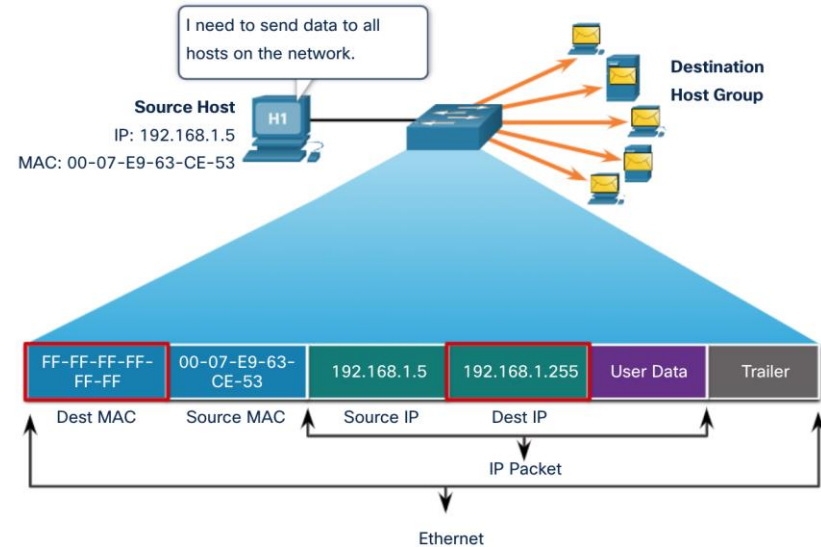 I need to send data to all
hosts on the network.
Source Host
IP: 192.168.1.5
MAC: 00-07-E9-63-CE-53
H1
Destination
Host Group
FF-FF-FF-FF-
FF-FF
00-07-E9-63-
CE-53
192.168.1.5
192.168.1.255
User Data
Trailer
Dest MAC
Source MAC
Source IP
Dest IP
IP Packet
Ethernet